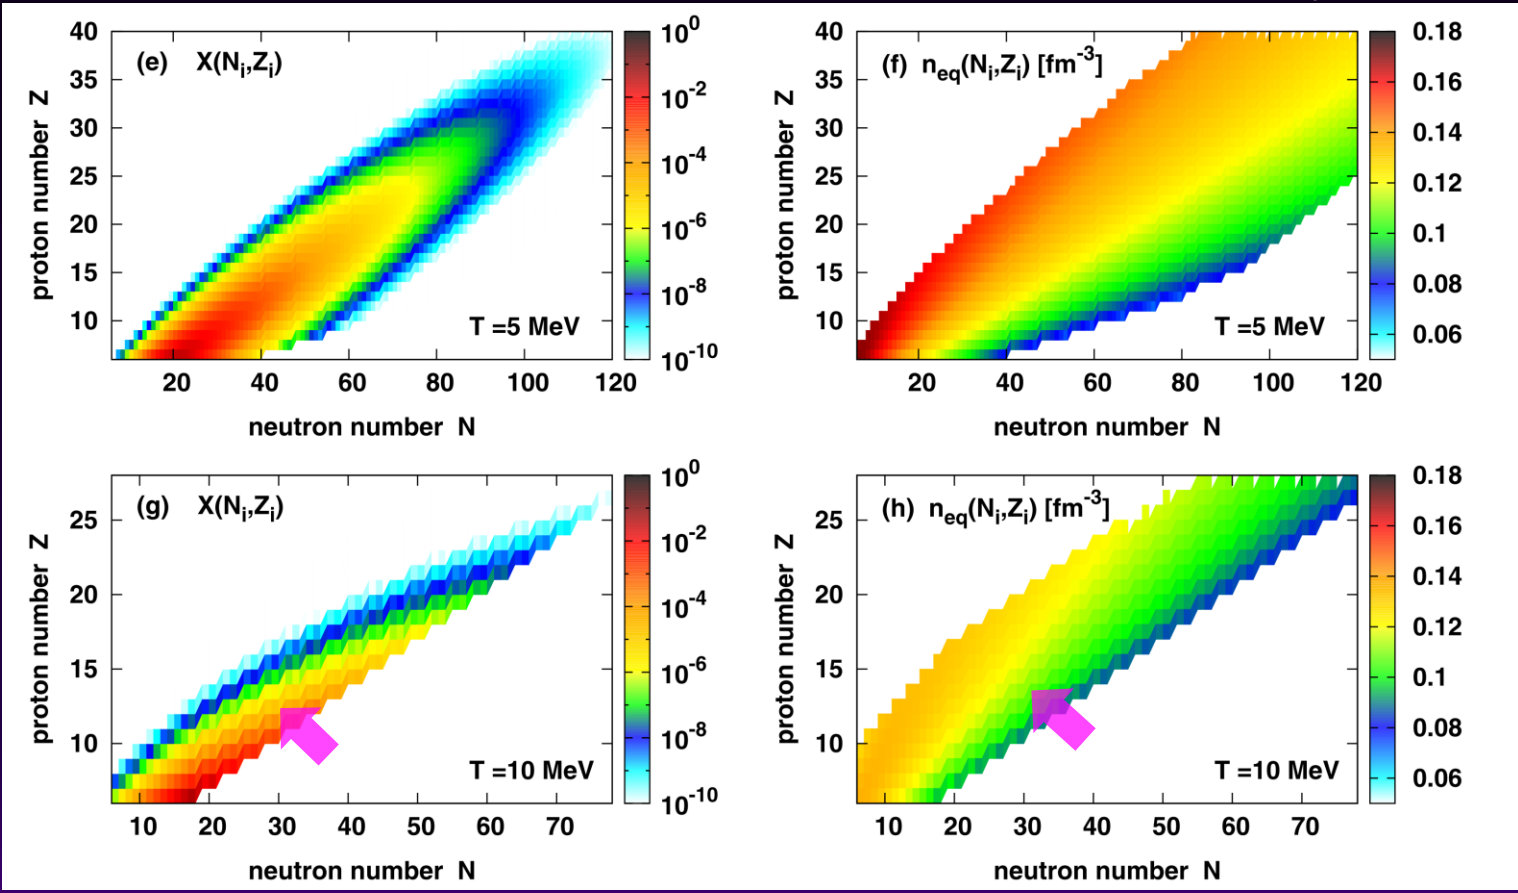 (e) X(Nᵢ,Zᵢ)
proton number Z
40
35
30
25
20
15
10
T =5 MeV
20 40 60 80 100 120
neutron number N
10⁰
10⁻²
10⁻⁴
10⁻⁶
10⁻⁸
10⁻¹⁰
(f) n_eq(Nᵢ,Zᵢ) [fm⁻³]
proton number Z
40
35
30
25
20
15
10
T =5 MeV
20 40 60 80 100 120
neutron number N
0.18
0.16
0.14
0.12
0.1
0.08
0.06
(g) X(Nᵢ,Zᵢ)
proton number Z
25
20
15
10
T =10 MeV
10 20 30 40 50 60 70
neutron number N
10⁰
10⁻²
10⁻⁴
10⁻⁶
10⁻⁸
10⁻¹⁰
(h) n_eq(Nᵢ,Zᵢ) [fm⁻³]
proton number Z
25
20
15
10
T =10 MeV
10 20 30 40 50 60 70
neutron number N
0.18
0.16
0.14
0.12
0.1
0.08
0.06